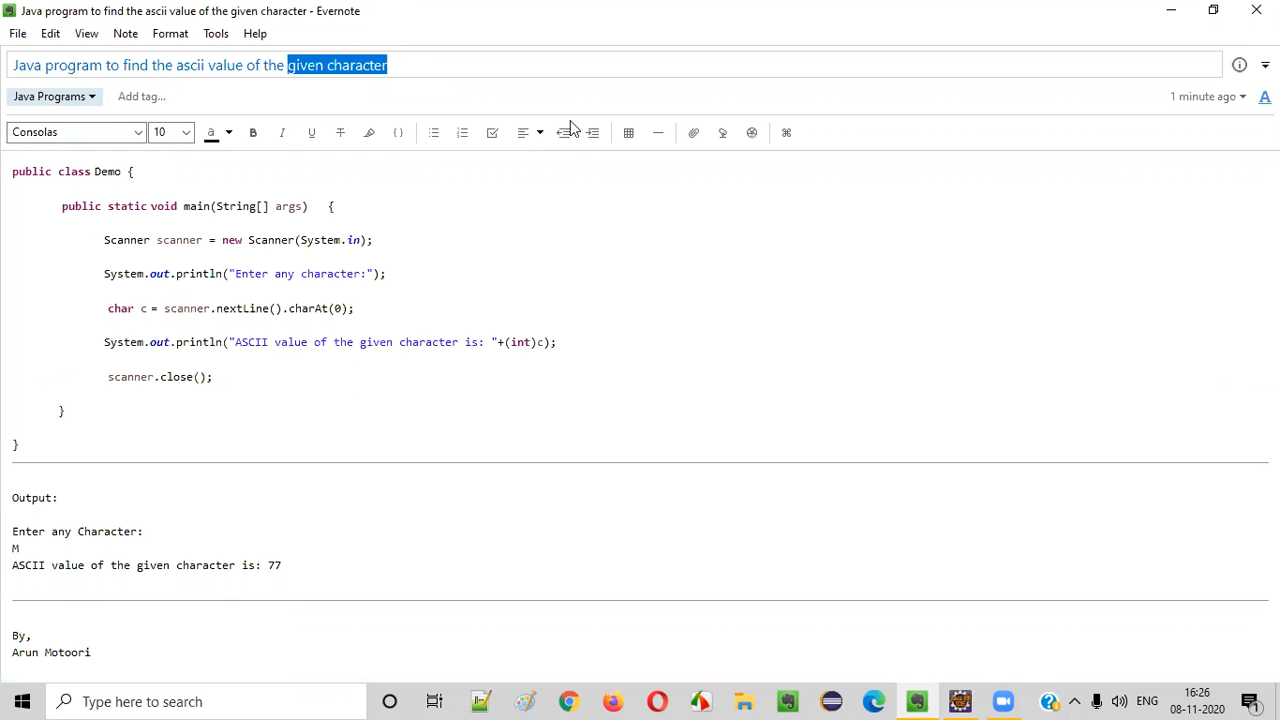 Java program to find the ascii value of the given character - Evernote
File Edit View Note Format Tools Help
Java program to find the ascii value of the given character
Java Programs Add tag... 1 minute ago
Consolas 10 a B I U T
public class Demo {
public static void main(String[] args) {
Scanner scanner = new Scanner(System.in);
System.out.println("Enter any character:");
char c = scanner.nextLine().charAt(0);
System.out.println("ASCII value of the given character is: "+(int)c);
scanner.close();
}
}
Output:
Enter any Character:
M
ASCII value of the given character is: 77
By,
Arun Motoori
Type here to search
ENG
16:26
08-11-2020